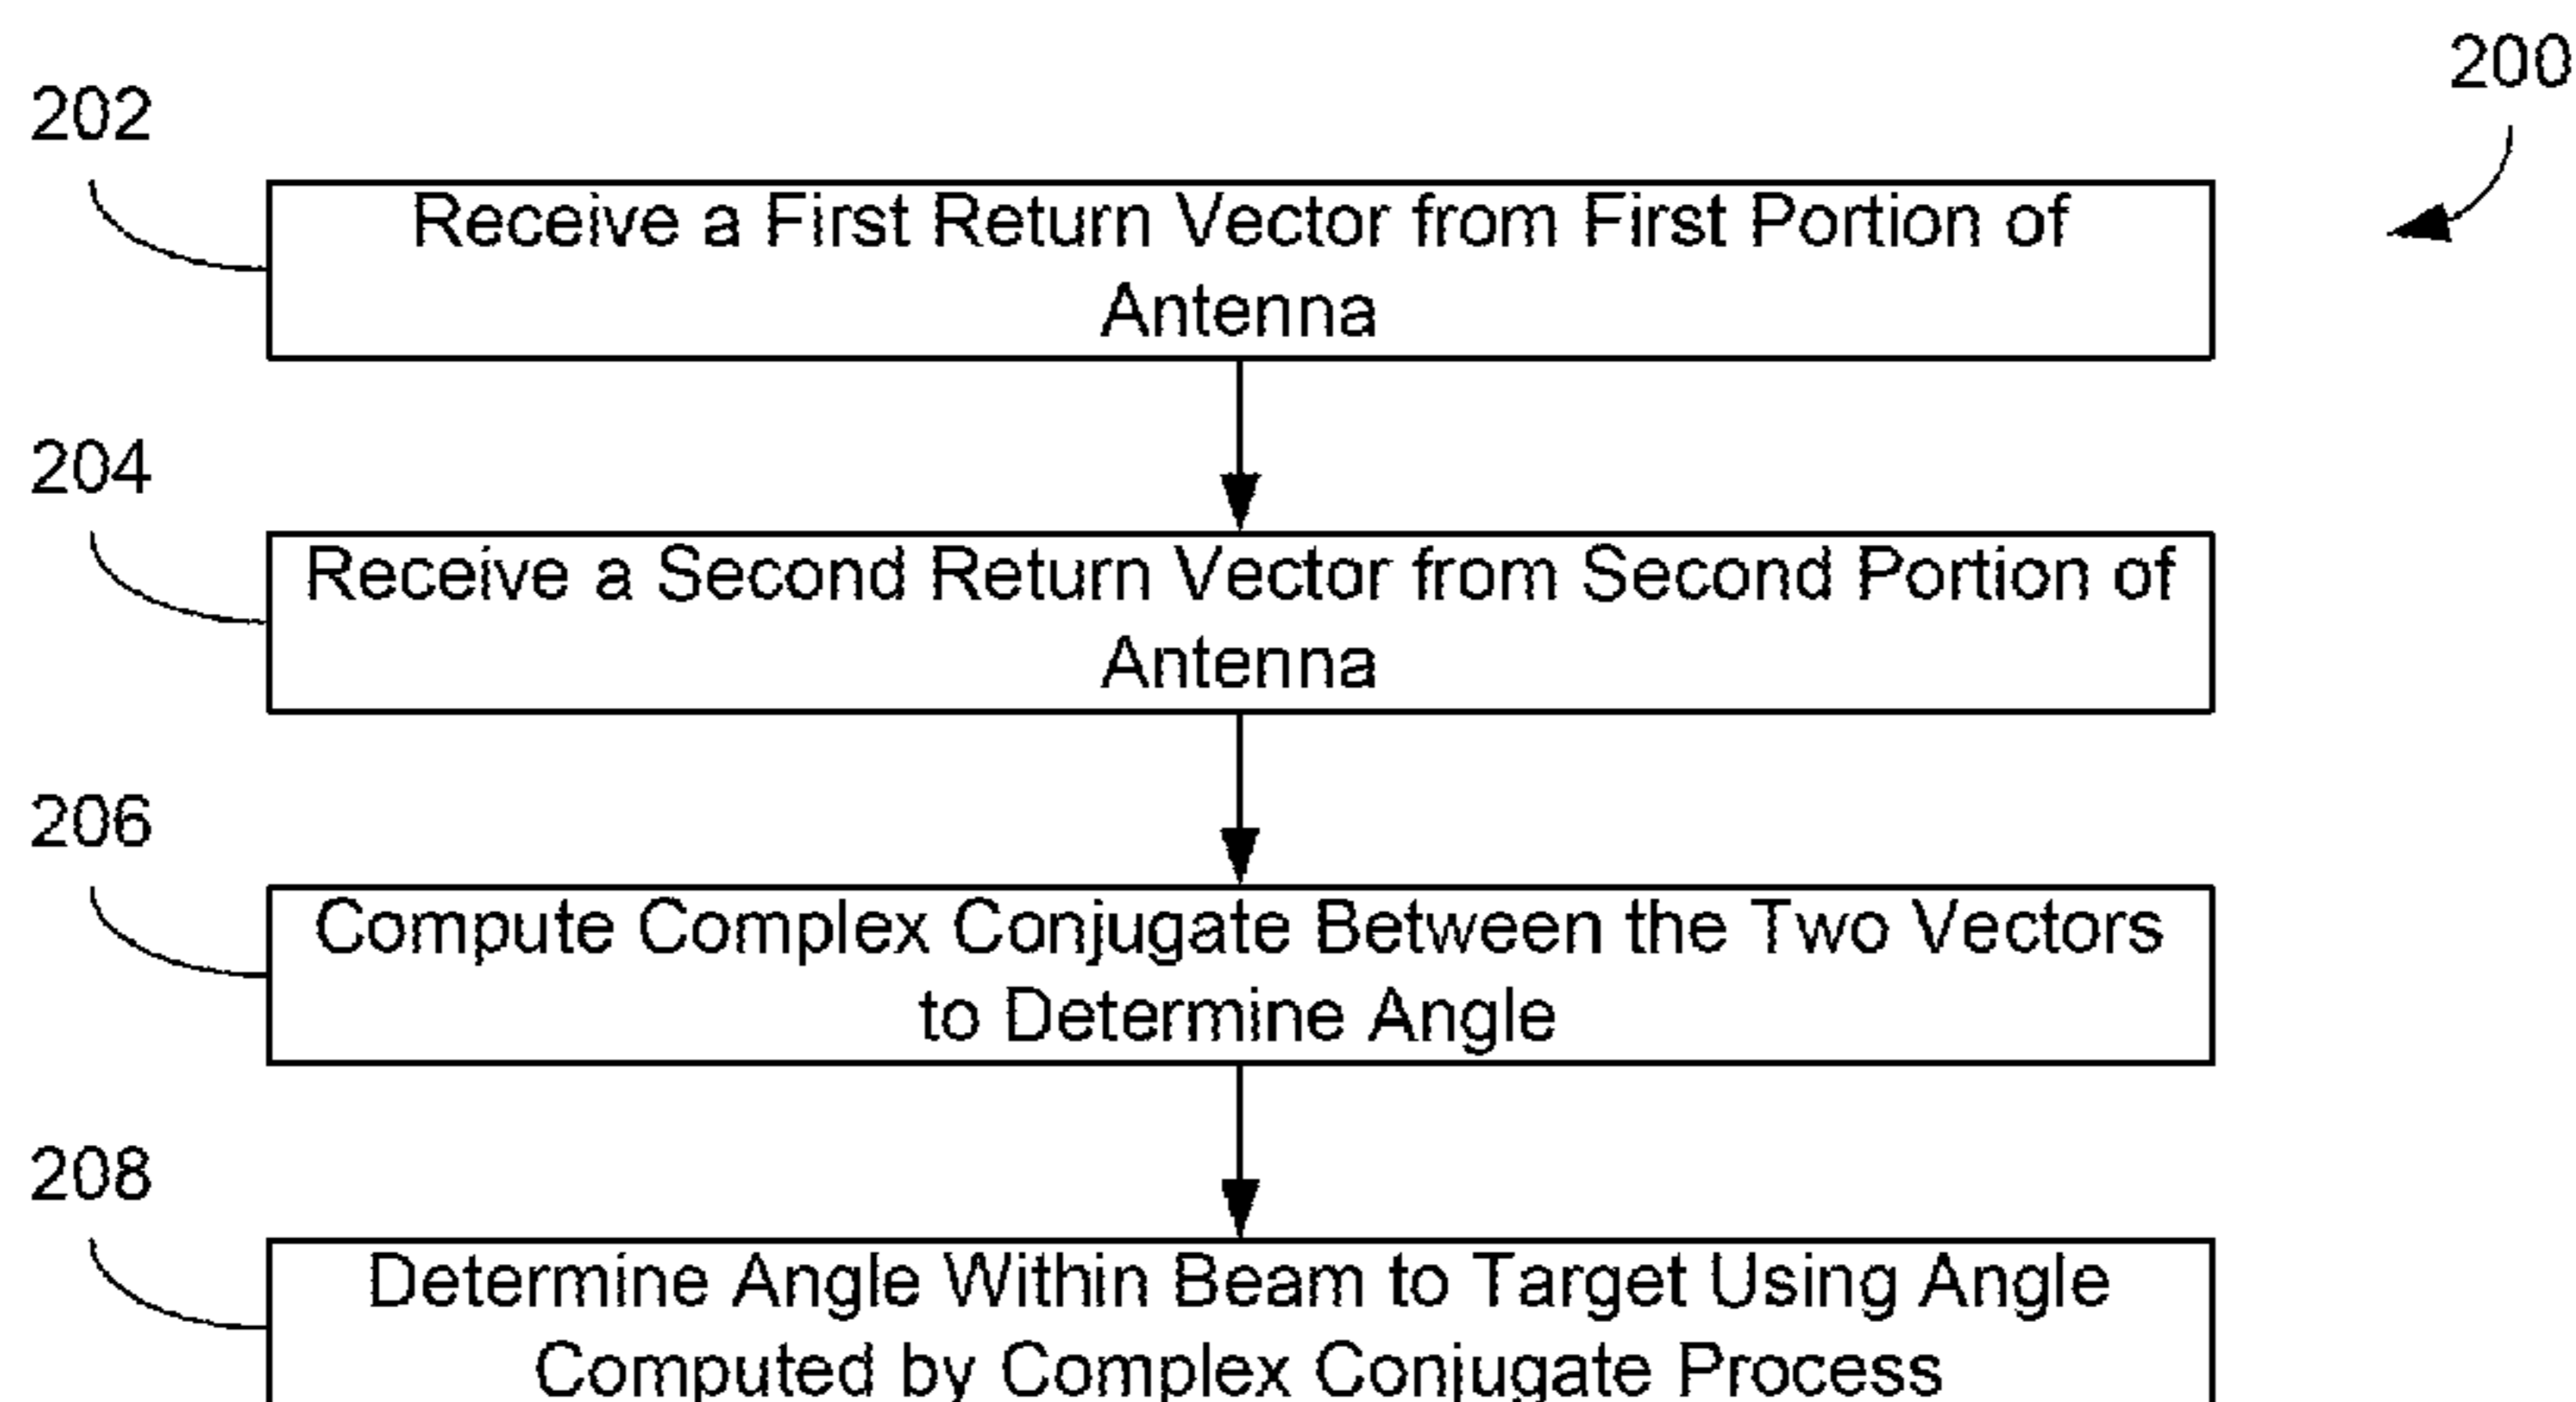 200
202
Receive a First Return Vector from First Portion of
Antenna
204
Receive a Second Return Vector from Second Portion of
Antenna
206
Compute Complex Conjugate Between the Two Vectors
to Determine Angle
208
Determine Angle Within Beam to Target Using Angle
Computed by Complex Conjugate Process